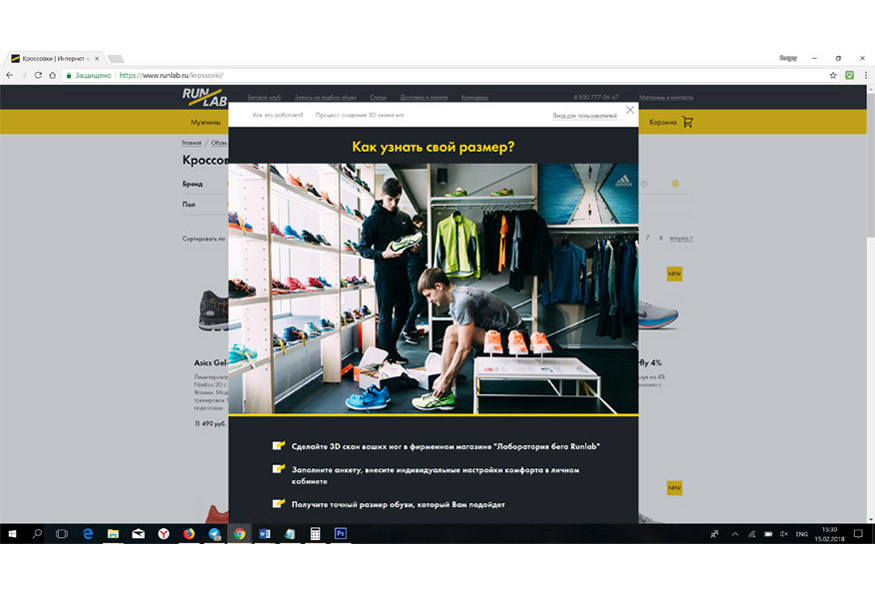 Кроссовки | Интернет-
Sergey
Защищено
https://www.runlab.ru/krossovki/
RUN LAB
Беговой клуб
Запись на подбор обуви
Статьи
Доставка и оплата
Календарь
8 800 777-06-67
Магазины и контакты
Мужчины
Корзина
Как это работает?
Процесс создания 3D скана ног
Вход для пользователей
Главная / Обувь
Как узнать свой размер?
Кроссов
Бренд
Пол
adidas
Сортировать по
7 8 вперед >
NEW
Asics Gel-
fly 4%
Nimbus 20 с
Японии. Мод
тренировок
подготовки
11 490 руб.
Сделайте 3D скан ваших ног в фирменном магазине "Лаборатория бега Runlab"
Заполните анкету, внесите индивидуальные настройки комфорта в личном
кабинете
Получите точный размер обуви, который Вам подойдет
NEW
ENG
15:30
15.02.2018